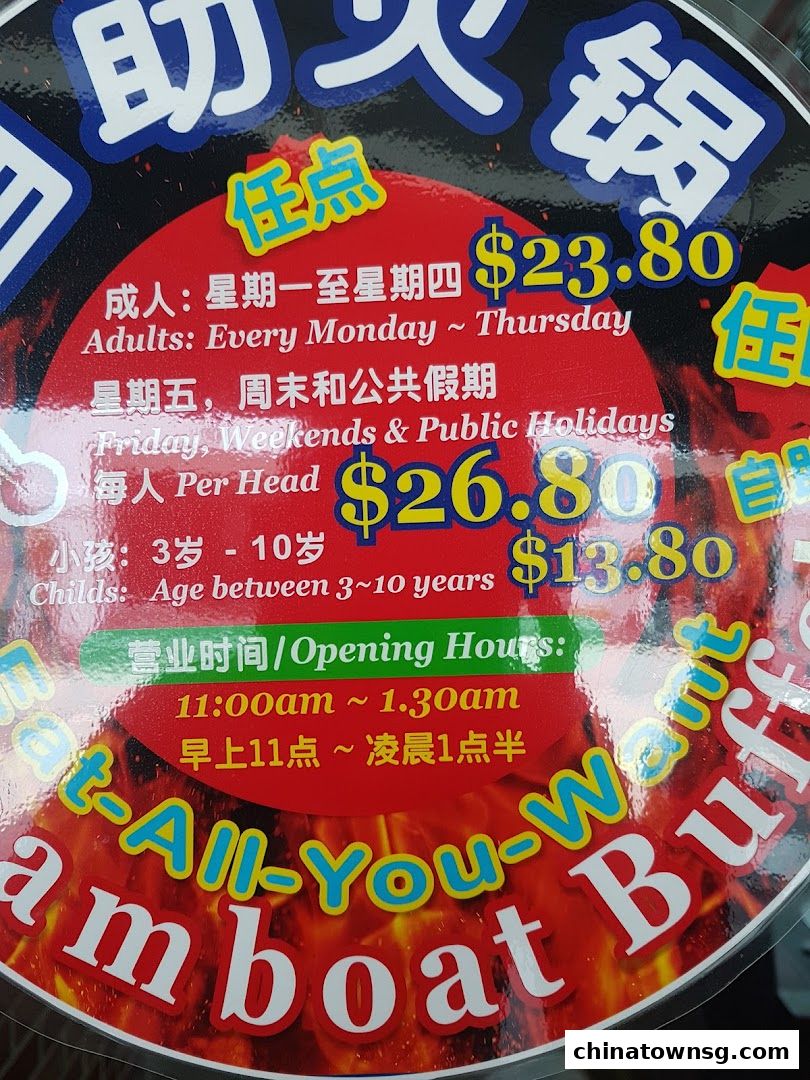 助火锅
任点
成人: 星期一至星期四 $23.80
Adults: Every Monday ~ Thursday
星期五，周末和公共假期
Friday, Weekends & Public Holidays
每人 Per Head $26.80
小孩: 3岁 - 10岁 $13.80
Childs: Age between 3~10 years
营业时间/Opening Hours:
11:00am ~ 1.30am
早上11点 ~ 凌晨1点半
Eat-All-You-Want
amboat Buffe
任
自
chinatownsg.com